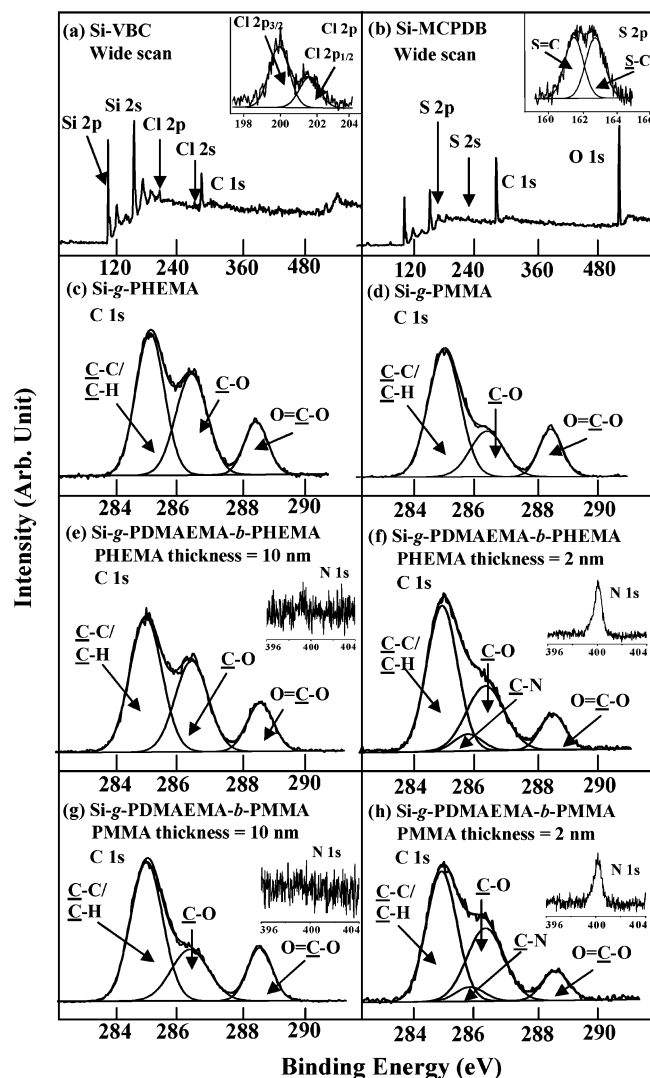 Intensity (Arb. Unit)
(a) Si-VBC
Wide scan
Cl 2p3/2
Cl 2p
Cl 2p1/2
198 200 202 204
Si 2p
Si 2s
Cl 2p
Cl 2s
C 1s
120 240 360 480
(b) Si-MCPDB
Wide scan
S=C
S 2p
S-C
160 162 164 166
S 2p
S 2s
C 1s
O 1s
120 240 360 480
(c) Si-g-PHEMA
C 1s
C-C/
C-H
C-O
O=C-O
284 286 288 290
(d) Si-g-PMMA
C 1s
C-C/
C-H
C-O
O=C-O
284 286 288 290
(e) Si-g-PDMAEMA-b-PHEMA
PHEMA thickness = 10 nm
C 1s
N 1s
396 400 404
C-C/
C-H
C-O
O=C-O
284 286 288 290
(f) Si-g-PDMAEMA-b-PHEMA
PHEMA thickness = 2 nm
C 1s
N 1s
396 400 404
C-C/
C-H
C-O
C-N
O=C-O
284 286 288 290
(g) Si-g-PDMAEMA-b-PMMA
PMMA thickness = 10 nm
C 1s
N 1s
396 400 404
C-C/
C-H
C-O
O=C-O
284 286 288 290
(h) Si-g-PDMAEMA-b-PMMA
PMMA thickness = 2 nm
C 1s
N 1s
396 400 404
C-C/
C-H
C-O
C-N
O=C-O
284 286 288 290
Binding Energy (eV)